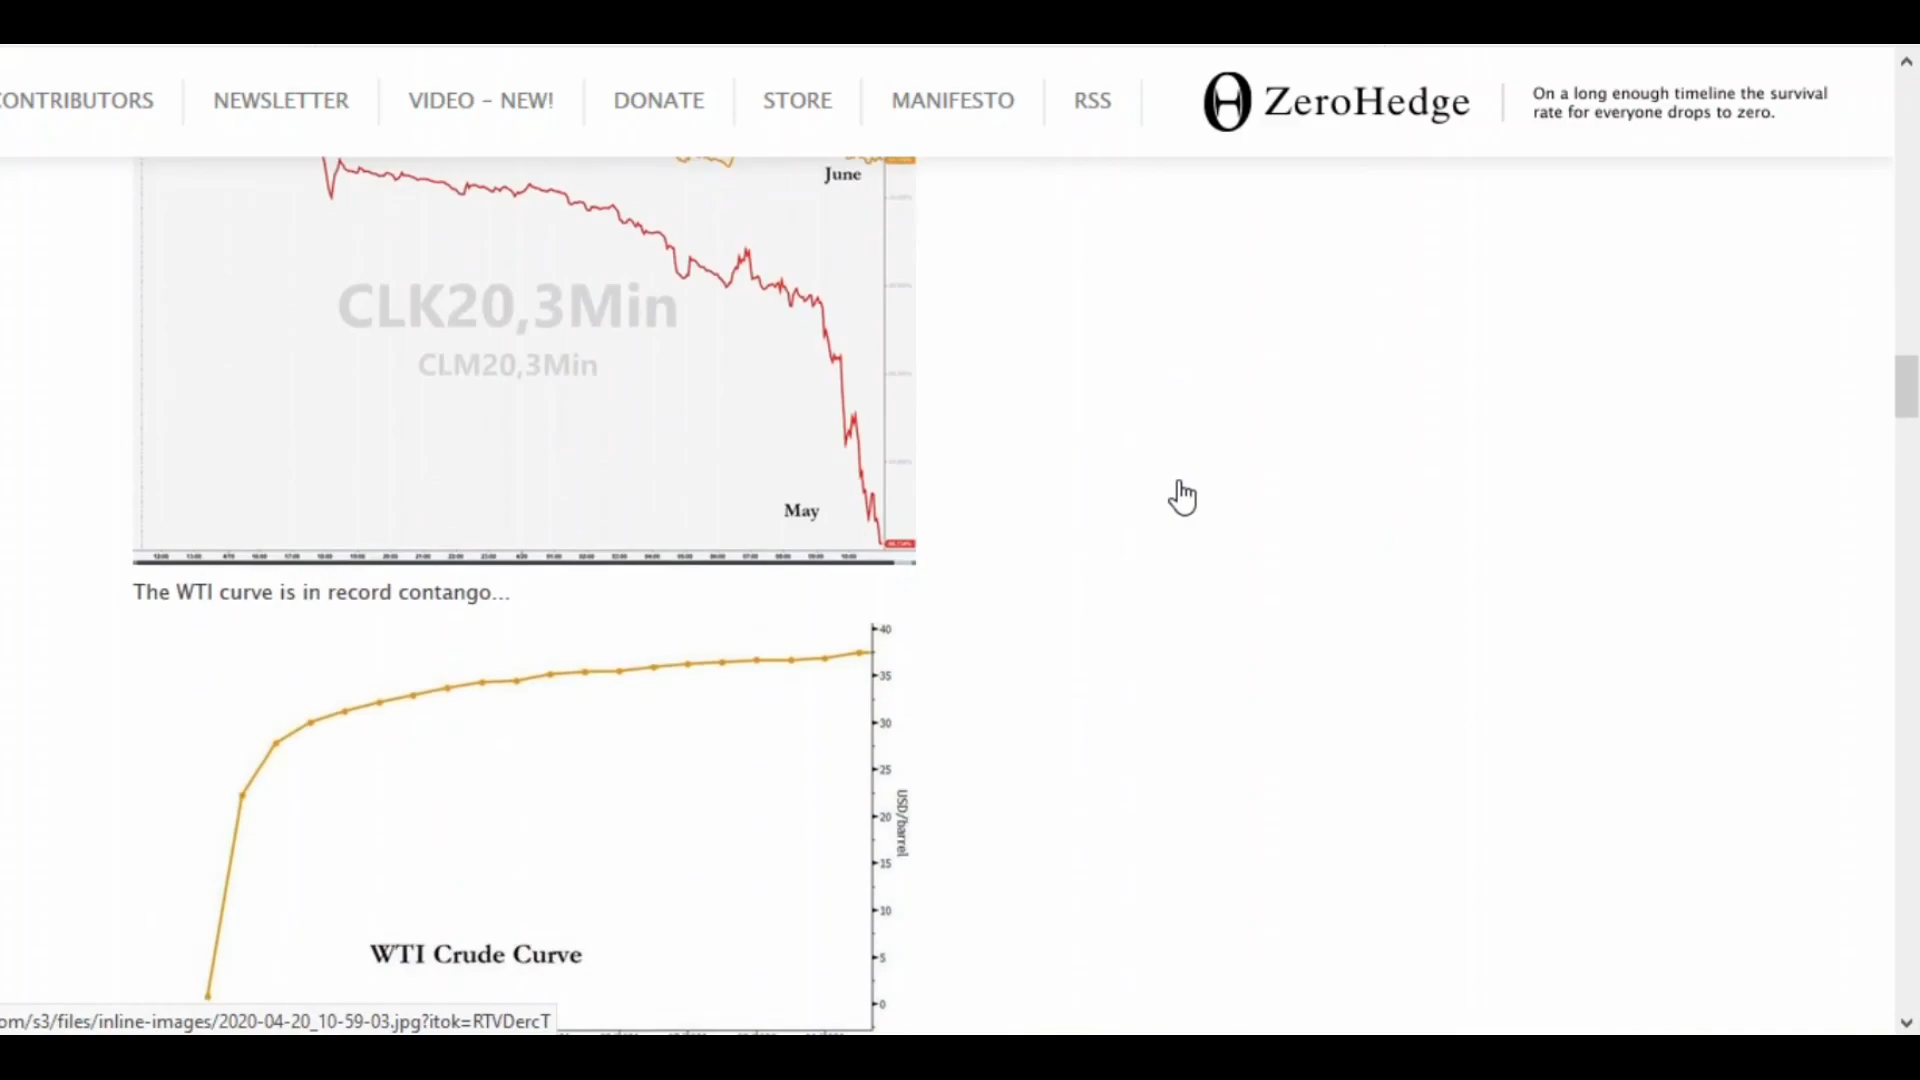 CONTRIBUTORS
NEWSLETTER
VIDEO - NEW!
DONATE
STORE
MANIFESTO
RSS
ZeroHedge
On a long enough timeline the survival
rate for everyone drops to zero.
June
CLK20,3Min
CLM20,3Min
May
The WTI curve is in record contango...
40
35
30
25
20
15
10
5
0
USD/barrel
WTI Crude Curve
om/s3/files/inline-images/2020-04-20_10-59-03.jpg?itok=RTVDercT